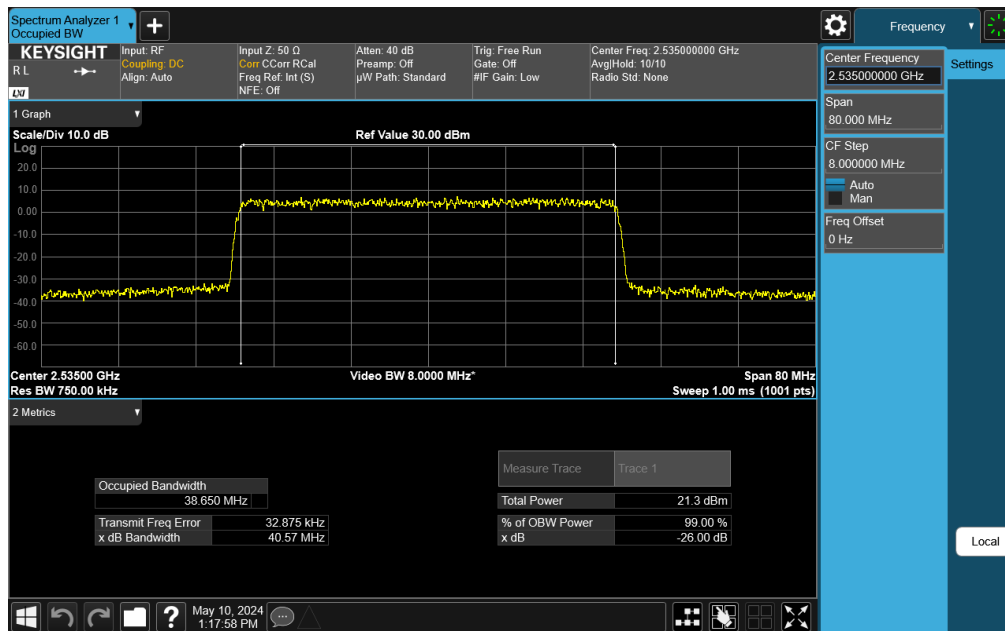 Spectrum Analyzer 1
Occupied BW
Frequency
KEYSIGHT
R L
LXI
Input: RF
Coupling: DC
Align: Auto
Input Z: 50 Ω
Corr CCorr RCal
Freq Ref: Int (S)
NFE: Off
Atten: 40 dB
Preamp: Off
µW Path: Standard
Trig: Free Run
Gate: Off
#IF Gain: Low
Center Freq: 2.535000000 GHz
Avg|Hold: 10/10
Radio Std: None
Center Frequency
2.535000000 GHz
Settings
Span
80.000 MHz
CF Step
8.000000 MHz
Auto
Man
Freq Offset
0 Hz
Local
1 Graph
Scale/Div 10.0 dB
Ref Value 30.00 dBm
Log
20.0
10.0
0.00
-10.0
-20.0
-30.0
-40.0
-50.0
-60.0
Center 2.53500 GHz
Video BW 8.0000 MHz*
Span 80 MHz
Res BW 750.00 kHz
Sweep 1.00 ms (1001 pts)
2 Metrics
Measure Trace Trace 1
Occupied Bandwidth
38.650 MHz
Total Power 21.3 dBm
Transmit Freq Error 32.875 kHz
% of OBW Power 99.00 %
x dB Bandwidth 40.57 MHz
x dB -26.00 dB
?
May 10, 2024
1:17:58 PM